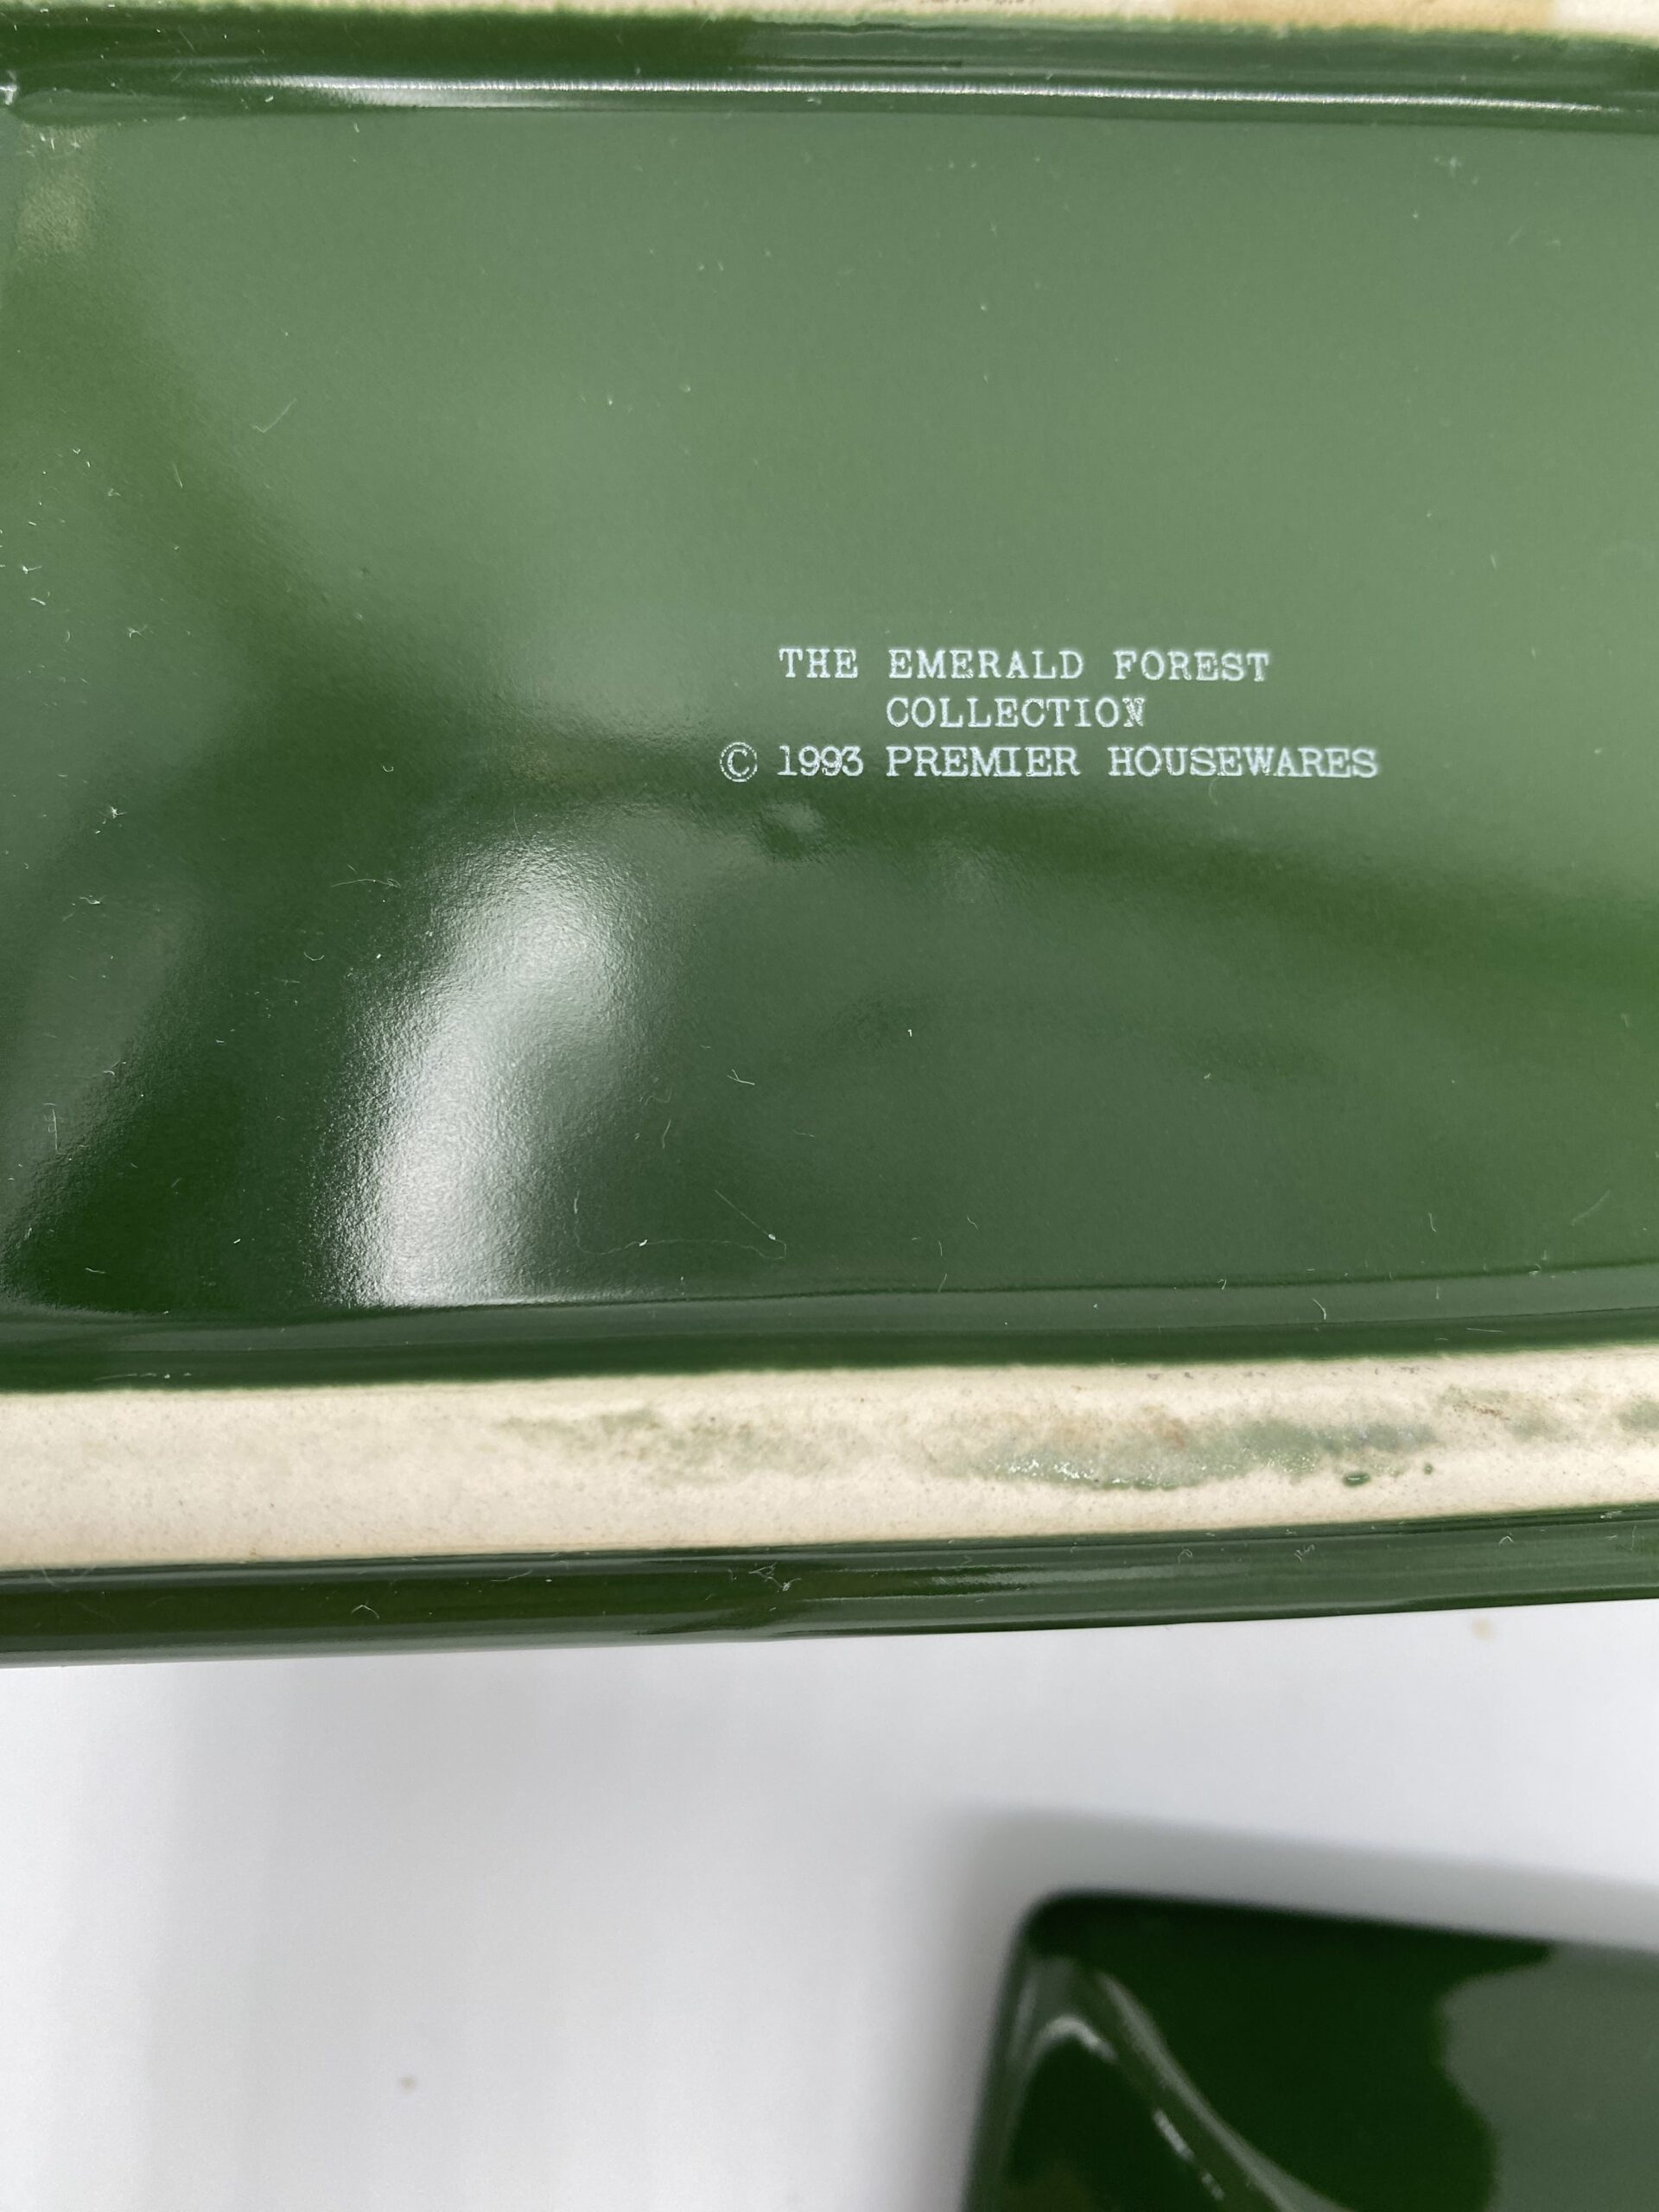 THE EMERALD FOREST
COLLECTION
© 1993 PREMIER HOUSEWARES